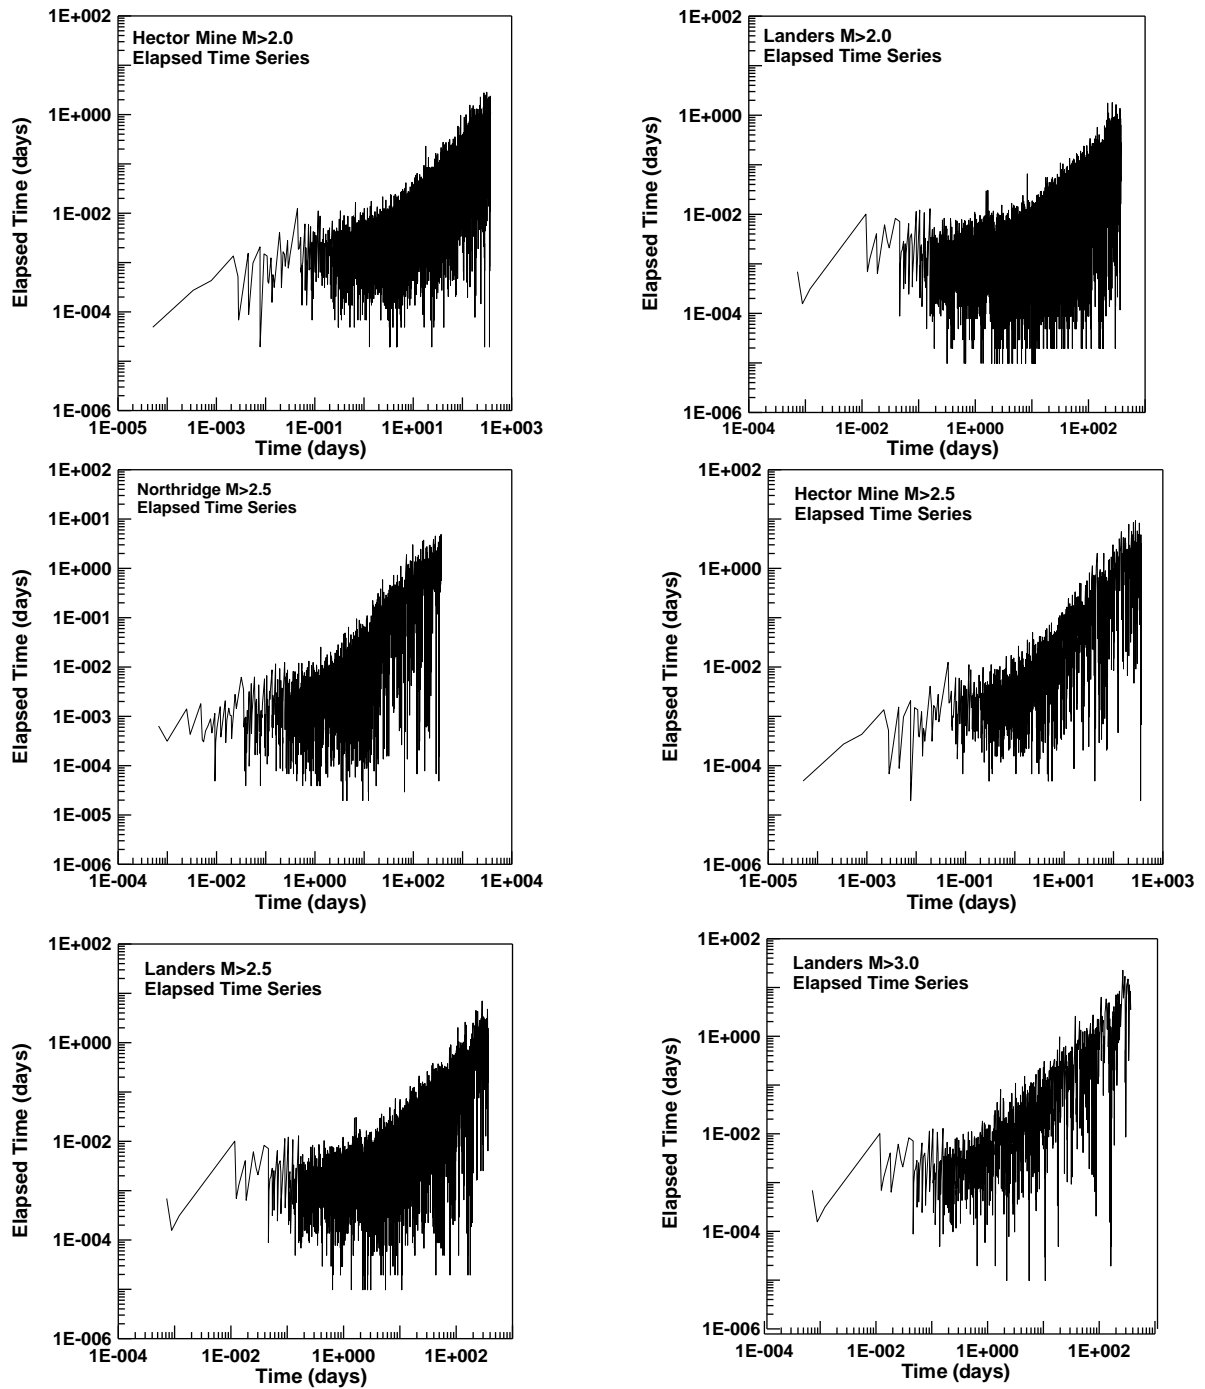 Hector Mine M>2.0
Elapsed Time Series
Elapsed Time (days)
1E+002
1E+000
1E-002
1E-004
1E-006
1E-005
1E-003
1E-001
1E+001
1E+003
Time (days)
Landers M>2.0
Elapsed Time Series
Elapsed Time (days)
1E+002
1E+000
1E-002
1E-004
1E-006
1E-004
1E-002
1E+000
1E+002
Time (days)
Northridge M>2.5
Elapsed Time Series
Elapsed Time (days)
1E+002
1E+001
1E+000
1E-001
1E-002
1E-003
1E-004
1E-005
1E-006
1E-004
1E-002
1E+000
1E+002
1E+004
Time (days)
Hector Mine M>2.5
Elapsed Time Series
Elapsed Time (days)
1E+002
1E+000
1E-002
1E-004
1E-006
1E-005
1E-003
1E-001
1E+001
1E+003
Time (days)
Landers M>2.5
Elapsed Time Series
Elapsed Time (days)
1E+002
1E+000
1E-002
1E-004
1E-006
1E-004
1E-002
1E+000
1E+002
Time (days)
Landers M>3.0
Elapsed Time Series
Elapsed Time (days)
1E+002
1E+000
1E-002
1E-004
1E-006
1E-004
1E-002
1E+000
1E+002
Time (days)